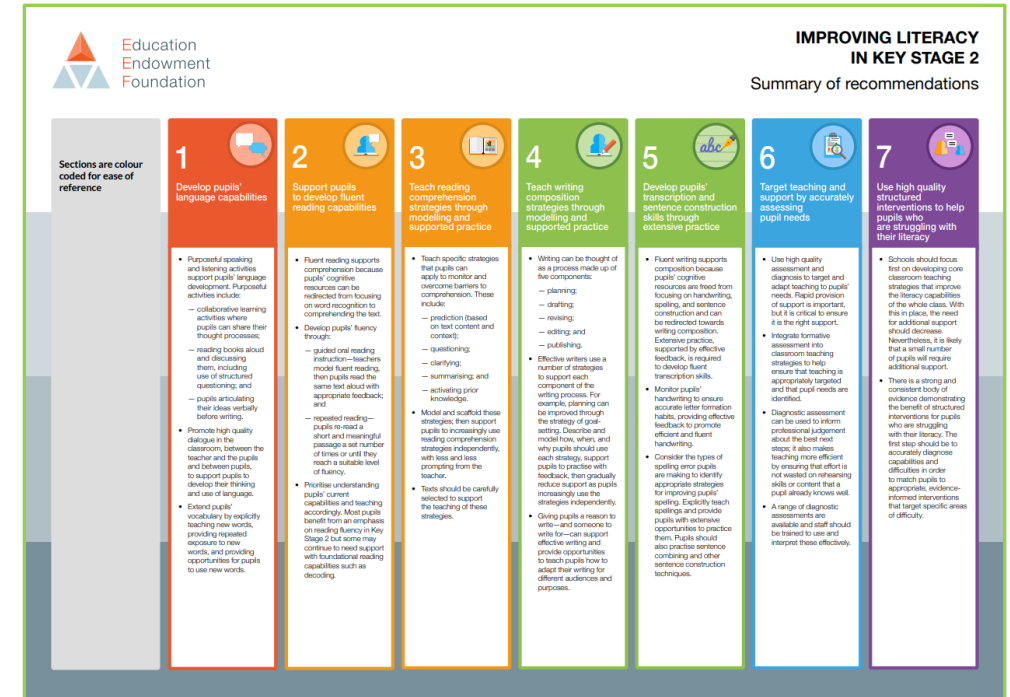 Education
Endowment
Foundation
IMPROVING LITERACY
IN KEY STAGE 2
Summary of recommendations
Sections are colour
coded for ease of
reference
1
Develop pupils'
language capabilities
• Purposeful speaking
and listening activities
support pupils' language
development. Purposeful
activities include:
— collaborative learning
activities where
pupils can share their
thought processes;
— reading books aloud
and discussing
them, including
use of structured
questioning; and
— pupils articulating
their ideas verbally
before writing.
• Promote high quality
dialogue in the
classroom, between the
teacher and the pupils
and between pupils,
to support pupils to
develop their thinking
and use of language.
• Extend pupils'
vocabulary by explicitly
teaching new words,
providing repeated
exposure to new
words, and providing
opportunities for pupils
to use new words.
2
Support pupils
to develop fluent
reading capabilities
• Fluent reading supports
comprehension because
pupils' cognitive
resources can be
redirected from focusing
on word recognition to
comprehending the text.
• Develop pupils' fluency
through:
— guided oral reading
instruction—teachers
model fluent reading,
then pupils read the
same text aloud with
appropriate feedback;
and
— repeated reading—
pupils re-read a
short and meaningful
passage a set number
of times or until they
reach a suitable level
of fluency.
• Prioritise understanding
pupils' current
capabilities and teaching
accordingly. Most pupils
benefit from an emphasis
on reading fluency in Key
Stage 2 but some may
continue to need support
with foundational reading
capabilities such as
decoding.
3
Teach reading
comprehension
strategies through
modelling and
supported practice
• Teach specific strategies
that pupils can
apply to monitor and
overcome barriers to
comprehension. These
include:
— prediction (based
on text content and
context);
— questioning;
— clarifying;
— summarising; and
— activating prior
knowledge.
• Model and scaffold these
strategies; then support
pupils to increasingly use
reading comprehension
strategies independently,
with less and less
prompting from the
teacher.
• Texts should be carefully
selected to support
the teaching of these
strategies.
4
Teach writing
composition
strategies through
modelling and
supported practice
• Writing can be thought of
as a process made up of
five components:
— planning;
— drafting;
— revising;
— editing; and
— publishing.
• Effective writers use a
number of strategies
to support each
component of the
writing process. For
example, planning can
be improved through
the strategy of goal-
setting. Describe and
model how, when, and
why pupils should use
each strategy, support
pupils to practise with
feedback, then gradually
reduce support as pupils
increasingly use the
strategies independently.
• Giving pupils a reason to
write—and someone to
write for—can support
effective writing and
provide opportunities
to teach pupils how to
adapt their writing for
different audiences and
purposes.
5
abc
Develop pupils'
transcription and
sentence construction
skills through
extensive practice
• Fluent writing supports
composition because
pupils' cognitive
resources are freed from
focusing on handwriting,
spelling, and sentence
construction and can
be redirected towards
writing composition.
Extensive practice,
supported by effective
feedback, is required
to develop fluent
transcription skills.
• Monitor pupils'
handwriting to ensure
accurate letter formation
habits, providing effective
feedback to promote
efficient and fluent
handwriting.
• Consider the types of
spelling error pupils
are making to identify
appropriate strategies
for improving pupils'
spelling. Explicitly teach
spellings and provide
pupils with extensive
opportunities to practice
them. Pupils should
also practise sentence
combining and other
sentence construction
techniques.
6
Target teaching and
support by accurately
assessing
pupil needs
• Use high quality
assessment and
diagnosis to target and
adapt teaching to pupils'
needs. Rapid provision
of support is important,
but it is critical to ensure
it is the right support.
• Integrate formative
assessment into
classroom teaching
strategies to help
ensure that teaching is
appropriately targeted
and that pupil needs are
identified.
• Diagnostic assessment
can be used to inform
professional judgement
about the best next
steps; it also makes
teaching more efficient
by ensuring that effort is
not wasted on rehearsing
skills or content that a
pupil already knows well.
• A range of diagnostic
assessments are
available and staff should
be trained to use and
interpret these effectively.
7
Use high quality
structured
interventions to help
pupils who
are struggling with
their literacy
• Schools should focus
first on developing core
classroom teaching
strategies that improve
the literacy capabilities
of the whole class. With
this in place, the need
for additional support
should decrease.
Nevertheless, it is likely
that a small number
of pupils will require
additional support.
• There is a strong and
consistent body of
evidence demonstrating
the benefit of structured
interventions for pupils
who are struggling
with their literacy. The
first step should be to
accurately diagnose
capabilities and
difficulties in order
to match pupils to
appropriate, evidence-
informed interventions
that target specific areas
of difficulty.